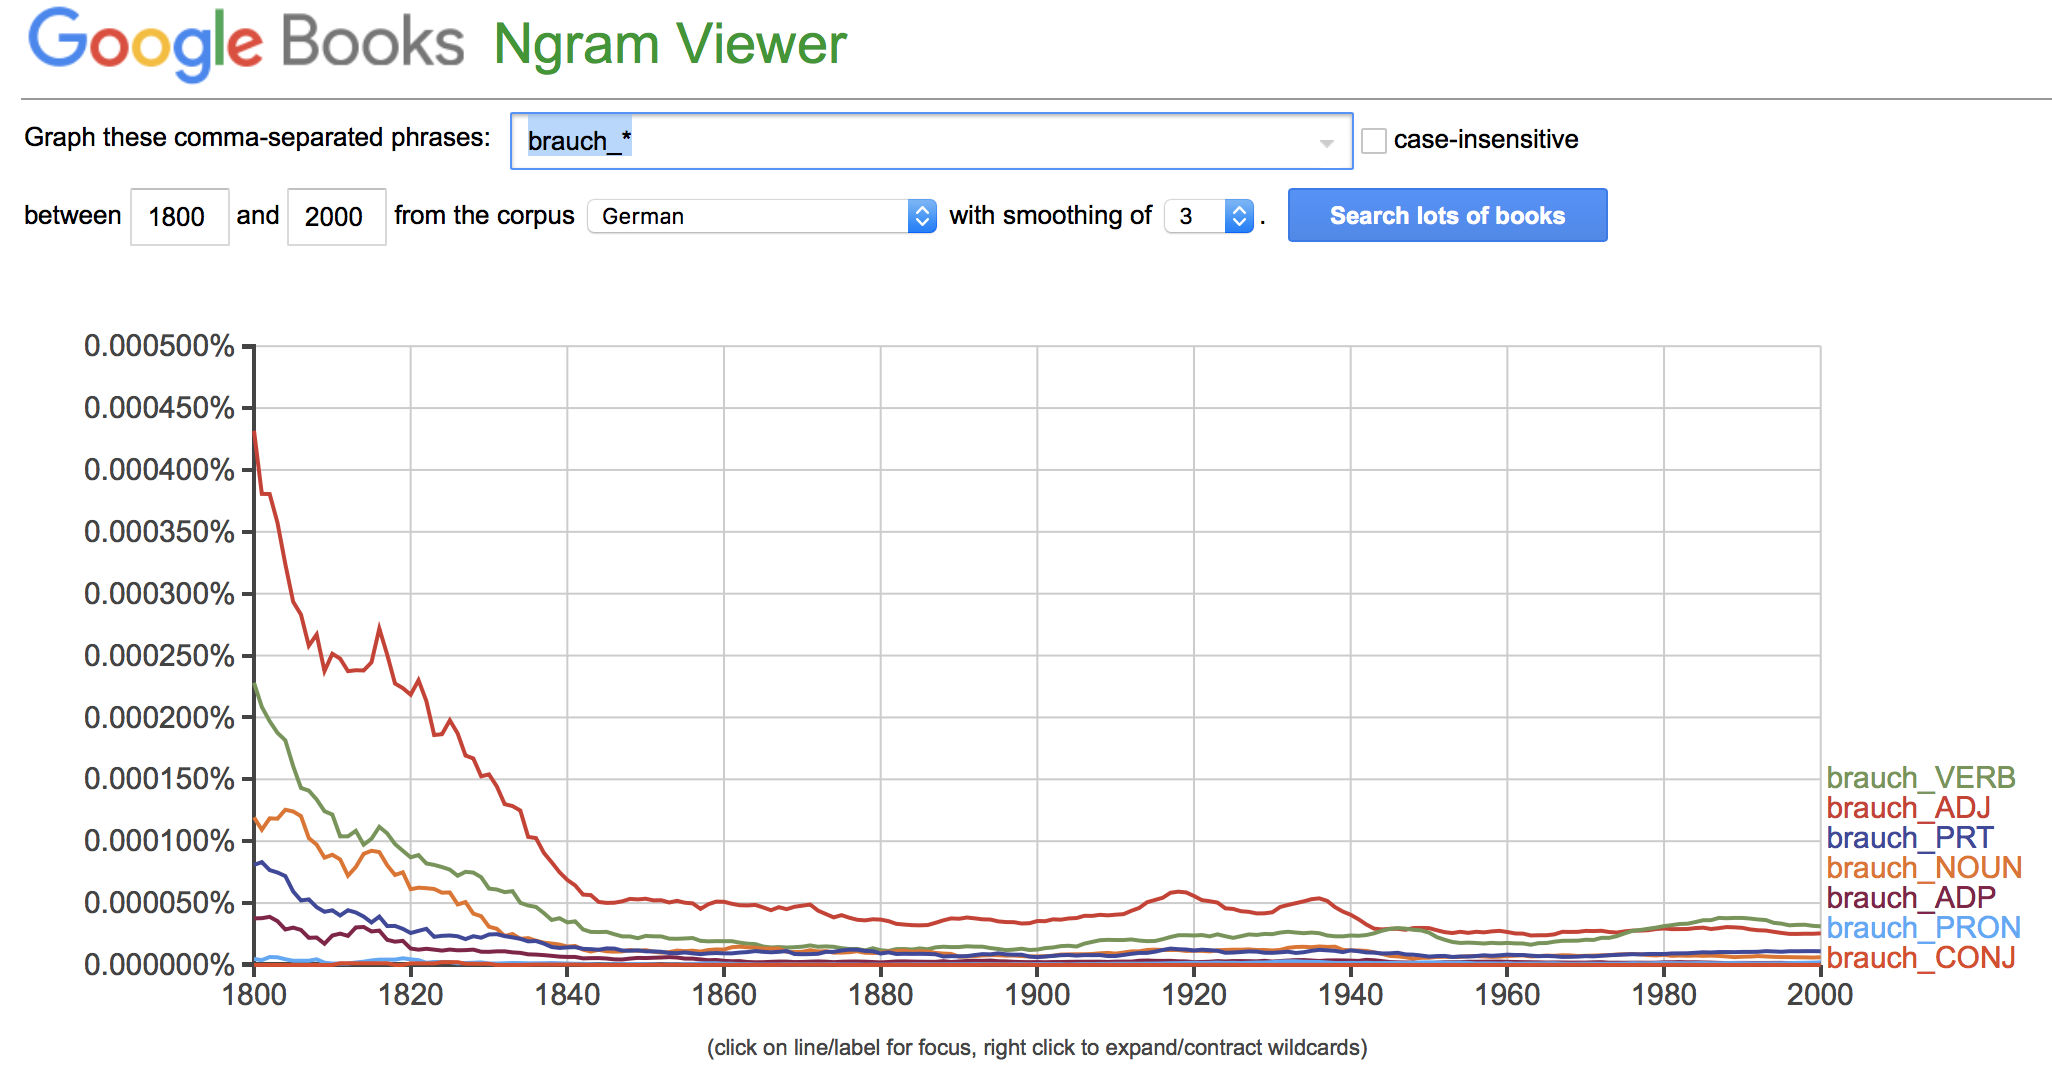 Google Books Ngram Viewer
Graph these comma-separated phrases: brauch_* case-insensitive
between 1800 and 2000 from the corpus German with smoothing of 3 . Search lots of books
0.000500%
0.000450%
0.000400%
0.000350%
0.000300%
0.000250%
0.000200%
0.000150%
0.000100%
0.000050%
0.000000%
brauch_VERB
brauch_ADJ
brauch_PRT
brauch_NOUN
brauch_ADP
brauch_PRON
brauch_CONJ
1800 1820 1840 1860 1880 1900 1920 1940 1960 1980 2000
(click on line/label for focus, right click to expand/contract wildcards)